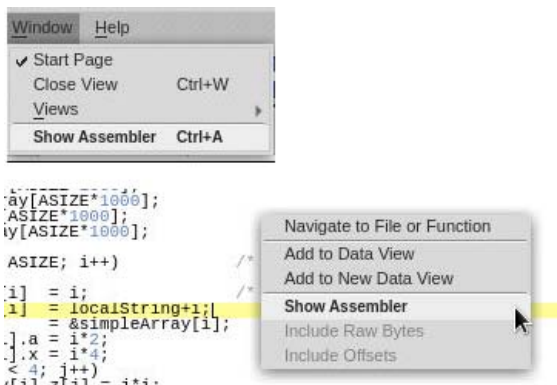 Window Help
Start Page
Close View Ctrl+W
Views
Show Assembler Ctrl+A
ay[ASIZE*1000];
ASIZE*1000];
y[ASIZE*1000];
ASIZE; i++) /*
[i] = i; /*
i] = localString+i;
= &simpleArray[i];
].a = i*2;
].x = i*4;
< 4; j++)
Navigate to File or Function
Add to Data View
Add to New Data View
Show Assembler
Include Raw Bytes
Include Offsets